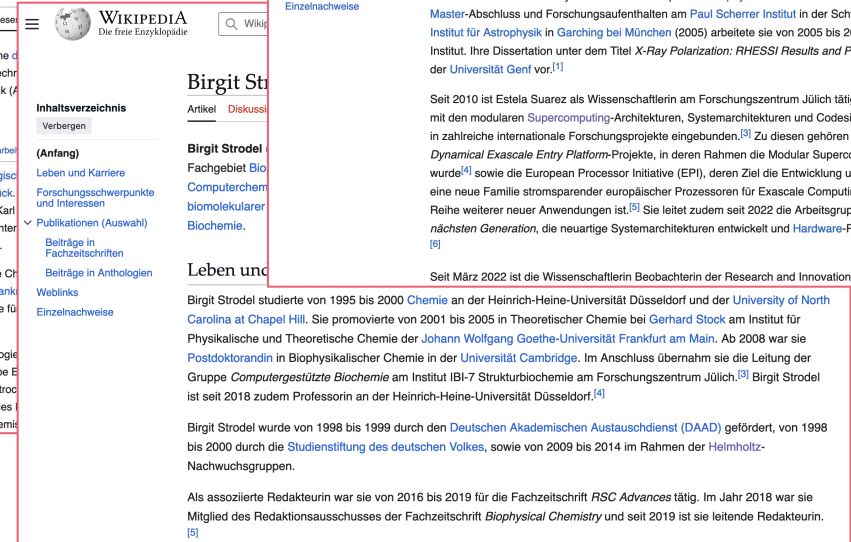 WIKIPEDIA
Die freie Enzyklopädie
Inhaltsverzeichnis
Verbergen
(Anfang)
Leben und Karriere
Forschungsschwerpunkte
und Interessen
Publikationen (Auswahl)
Beiträge in
Fachzeitschriften
Beiträge in Anthologien
Weblinks
Einzelnachweise
Birgit
Artikel
Birgit Strodel
Fachgebiet
Computerchem
biomolekularer
Biochemie.
Leben und
Einzelnachweise
Master-Abschluss und Forschungsaufenthalten am Paul Scherrer Institut in der
Institut für Astrophysik in Garching bei München (2005) arbeitete sie von 2005 bis
Institut. Ihre Dissertation unter dem Titel X-Ray Polarization: RHESSI Results and
der Universität Genf vor.[1]
Seit 2010 ist Estela Suarez als Wissenschaftlerin am Forschungszentrum Jülich
mit den modularen Supercomputing-Architekturen, Systemarchitekturen und
in zahlreiche internationale Forschungsprojekte eingebunden.[3] Zu diesen gehören
Dynamical Exascale Entry Platform-Projekte, in deren Rahmen die Modular
wurde[4] sowie die European Processor Initiative (EPI), deren Ziel die Entwicklung
eine neue Familie stromsparender europäischer Prozessoren für Exascale
Reihe weiterer neuer Anwendungen ist.[5] Sie leitet zudem seit 2022 die
nächsten Generation, die neuartige Systemarchitekturen entwickelt und Hardware-
[6]
Seit März 2022 ist die Wissenschaftlerin Beobachterin der Research and Innovation
Birgit Strodel studierte von 1995 bis 2000 Chemie an der Heinrich-Heine-Universität Düsseldorf und der University of North
Carolina at Chapel Hill. Sie promovierte von 2001 bis 2005 in Theoretischer Chemie bei Gerhard Stock am Institut für
Physikalische und Theoretische Chemie der Johann Wolfgang Goethe-Universität Frankfurt am Main. Ab 2008 war sie
Postdoktorandin in Biophysikalischer Chemie in der Universität Cambridge. Im Anschluss übernahm sie die Leitung der
Gruppe Computergestützte Biochemie am Institut IBI-7 Strukturbiochemie am Forschungszentrum Jülich.[3] Birgit Strodel
ist seit 2018 zudem Professorin an der Heinrich-Heine-Universität Düsseldorf.[4]
Birgit Strodel wurde von 1998 bis 1999 durch den Deutschen Akademischen Austauschdienst (DAAD) gefördert, von 1998
bis 2000 durch die Studienstiftung des deutschen Volkes, sowie von 2009 bis 2014 im Rahmen der Helmholtz-
Nachwuchsgruppen.
Als assoziierte Redakteurin war sie von 2016 bis 2019 für die Fachzeitschrift RSC Advances tätig. Im Jahr 2018 war sie
Mitglied des Redaktionsausschusses der Fachzeitschrift Biophysical Chemistry und seit 2019 ist sie leitende Redakteurin.
[5]